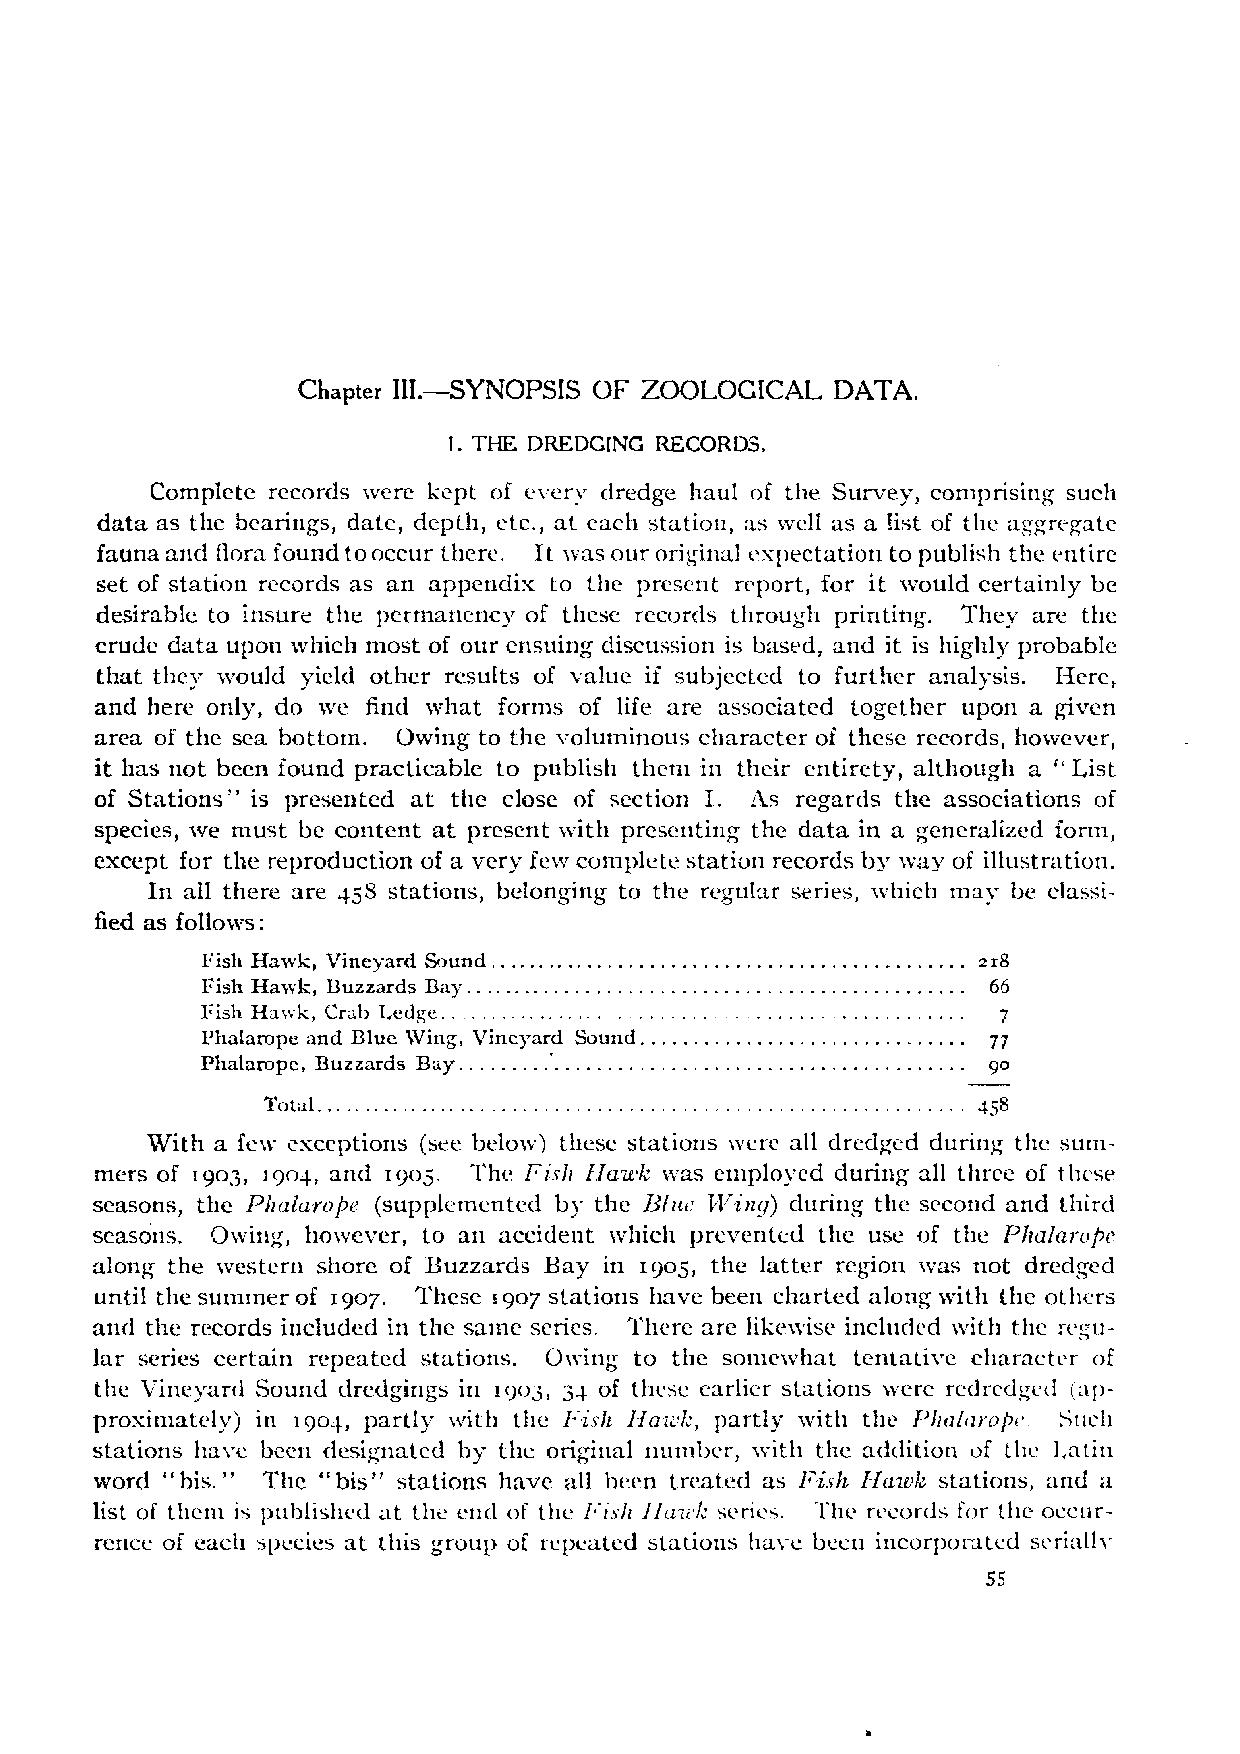 Chapter III.—SYNOPSIS OF ZOOLOGICAL DATA.
1. THE DREDGING RECORDS.
Complete records were kept of every dredge haul of the Survey, comprising such
data as the bearings, date, depth, etc., at each station, as well as a list of the aggregate
fauna and flora found to occur there. It was our original expectation to publish the entire
set of station records as an appendix to the present report, for it would certainly be
desirable to insure the permanency of these records through printing. They are the
crude data upon which most of our ensuing discussion is based, and it is highly probable
that they would yield other results of value if subjected to further analysis. Here,
and here only, do we find what forms of life are associated together upon a given
area of the sea bottom. Owing to the voluminous character of these records, however,
it has not been found practicable to publish them in their entirety, although a "List
of Stations" is presented at the close of section I. As regards the associations of
species, we must be content at present with presenting the data in a generalized form,
except for the reproduction of a very few complete station records by way of illustration.
In all there are 458 stations, belonging to the regular series, which may be classi-
fied as follows:
Fish Hawk, Vineyard Sound.............................................. 218
Fish Hawk, Buzzards Bay................................................ 66
Fish Hawk, Crab Ledge.................................................. 7
Phalarope and Blue Wing, Vineyard Sound............................... 77
Phalarope, Buzzards Bay................................................ 90
Total.............................................................. 458
With a few exceptions (see below) these stations were all dredged during the sum-
mers of 1903, 1904, and 1905. The Fish Hawk was employed during all three of these
seasons, the Phalarope (supplemented by the Blue Wing) during the second and third
seasons. Owing, however, to an accident which prevented the use of the Phalarope
along the western shore of Buzzards Bay in 1905, the latter region was not dredged
until the summer of 1907. These 1907 stations have been charted along with the others
and the records included in the same series. There are likewise included with the regu-
lar series certain repeated stations. Owing to the somewhat tentative character of
the Vineyard Sound dredgings in 1903, 34 of these earlier stations were redredged (ap-
proximately) in 1904, partly with the Fish Hawk, partly with the Phalarope. Such
stations have been designated by the original number, with the addition of the Latin
word "bis." The "bis" stations have all been treated as Fish Hawk stations, and a
list of them is published at the end of the Fish Hawk series. The records for the occur-
rence of each species at this group of repeated stations have been incorporated serially
55